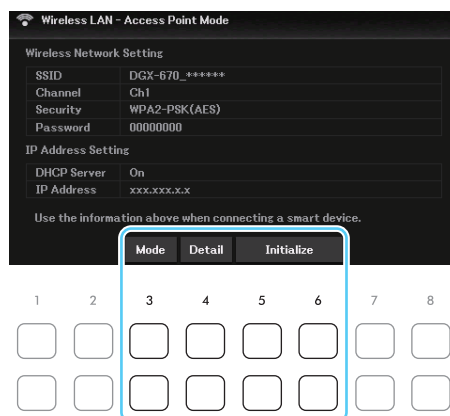 Wireless LAN - Access Point Mode
Wireless Network Setting
SSID DGX-670_******
Channel Ch1
Security WPA2-PSK(AES)
Password 00000000
IP Address Setting
DHCP Server On
IP Address xxx.xxx.x.x
Use the information above when connecting a smart device.
Mode Detail Initialize
1 2 3 4 5 6 7 8